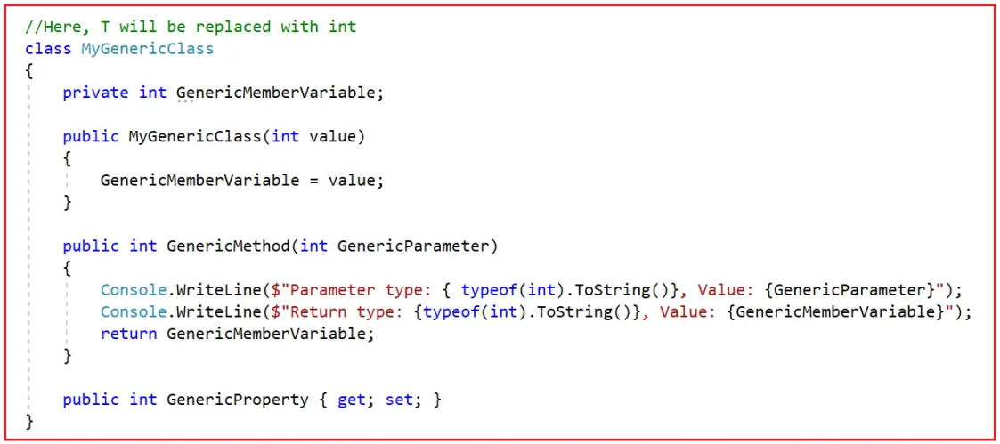 //Here, T will be replaced with int
class MyGenericClass
{
    private int GenericMemberVariable;
    public MyGenericClass(int value)
    {
        GenericMemberVariable = value;
    }
    public int GenericMethod(int GenericParameter)
    {
        Console.WriteLine($"Parameter type: { typeof(int).ToString()}, Value: {GenericParameter}");
        Console.WriteLine($"Return type: {typeof(int).ToString()}, Value: {GenericMemberVariable}");
        return GenericMemberVariable;
    }
    public int GenericProperty { get; set; }
}